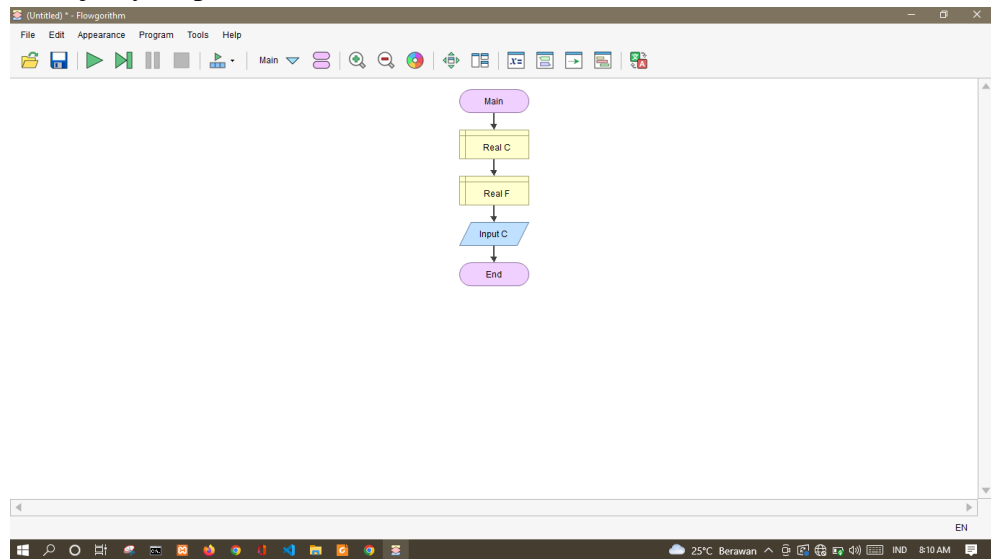 (Untitled) * - Flowgorithm
File Edit Appearance Program Tools Help
Main
X=
Main
Real C
Real F
Input C
End
EN
25°C Berawan
IND
8:10 AM